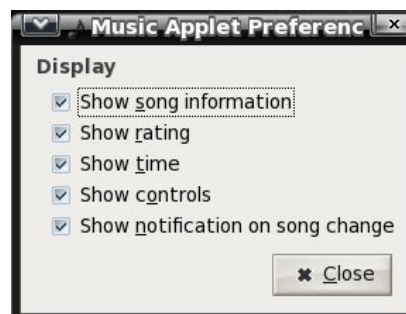 Music Applet Preferenc
Display
Show song information
Show rating
Show time
Show controls
Show notification on song change
Close